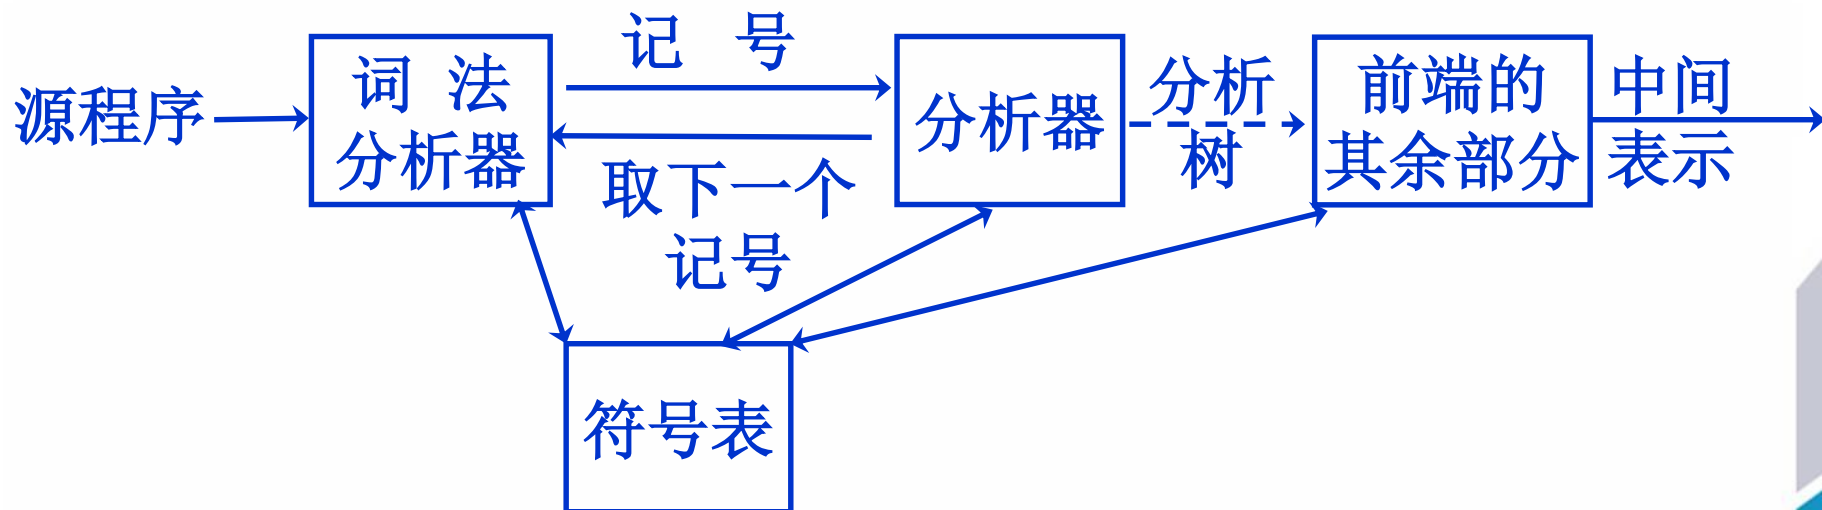 源程序
词 法
分析器
记 号
取下一个
记号
分析器
分析
树
前端的
其余部分
中间
表示
符号表